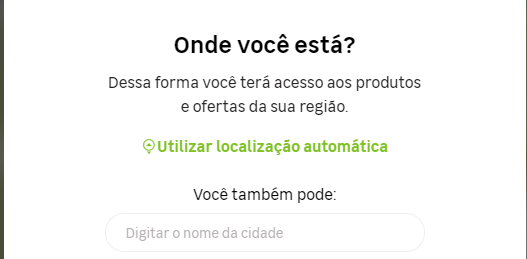 Onde você está?
Dessa forma você terá acesso aos produtos
e ofertas da sua região.
Utilizar localização automática
Você também pode:
Digitar o nome da cidade